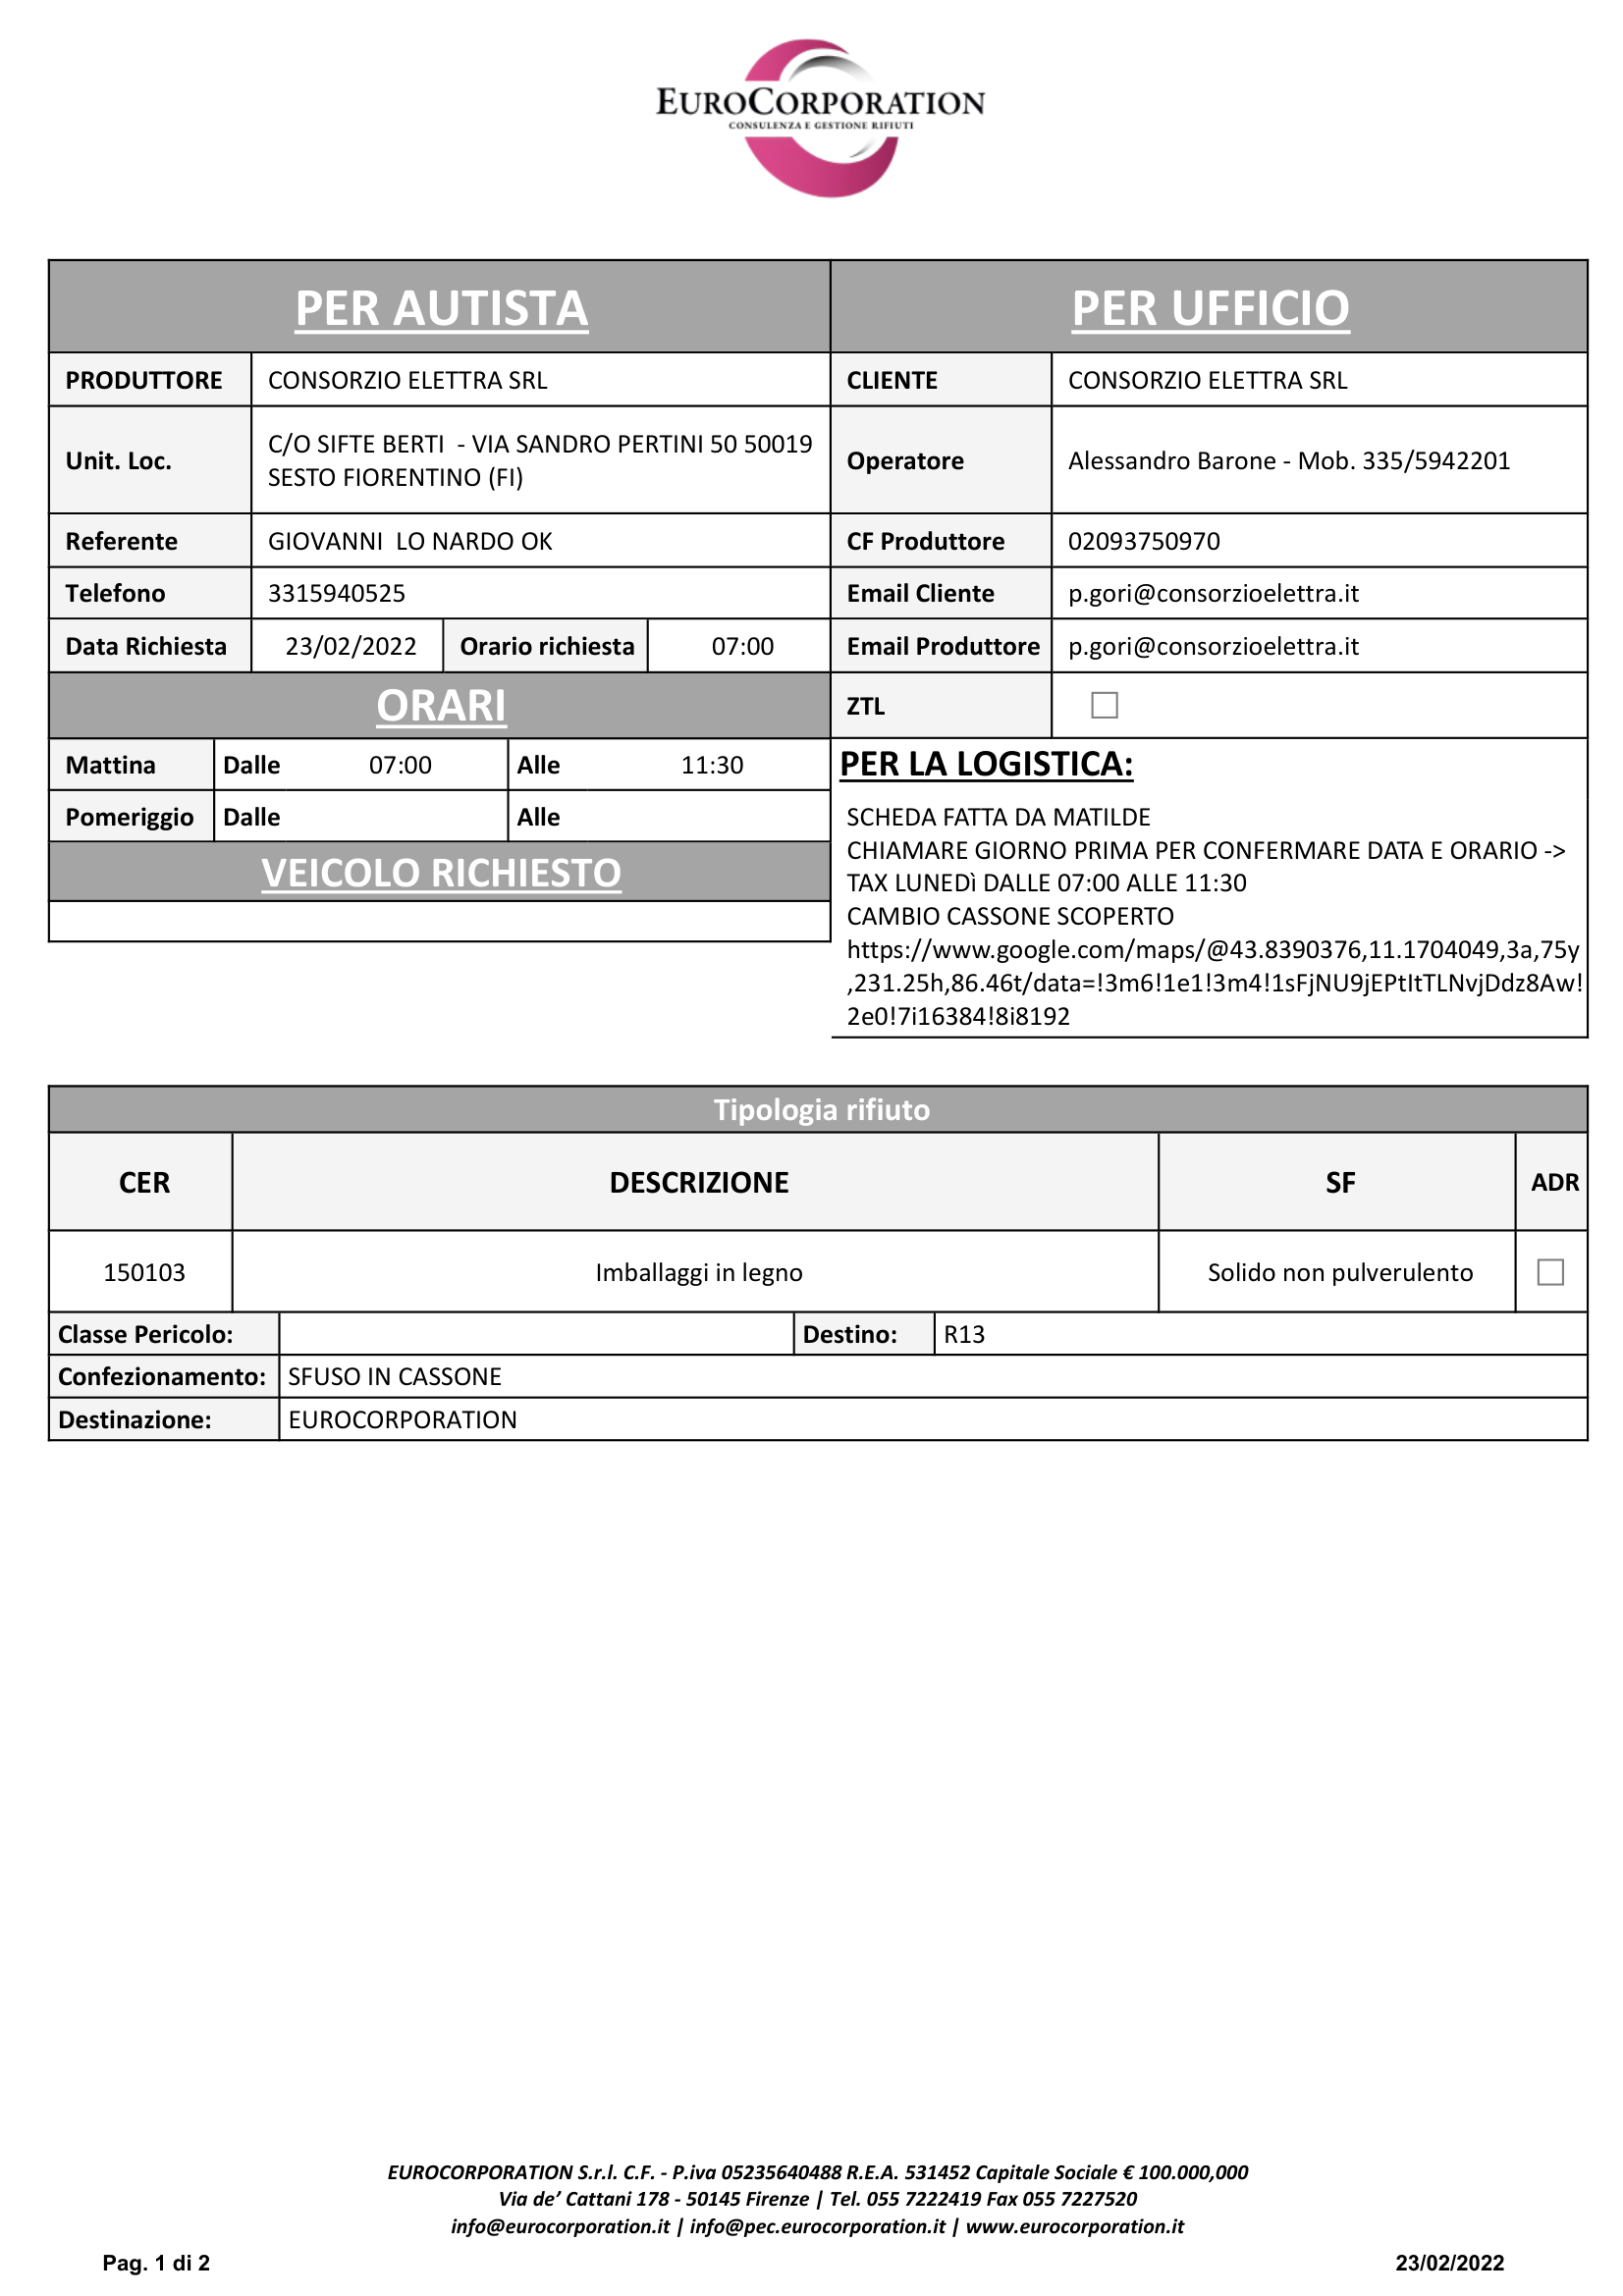 EUROCORPORATION
CONSULENZA E GESTIONE RIFIUTI
PER AUTISTA
PRODUTTORE CONSORZIO ELETTRA SRL
Unit. Loc. C/O SIFTE BERTI - VIA SANDRO PERTINI 50 50019
SESTO FIORENTINO (FI)
Referente GIOVANNI LO NARDO OK
Telefono 3315940525
Data Richiesta 23/02/2022 Orario richiesta 07:00
ORARI
Mattina Dalle 07:00 Alle 11:30
Pomeriggio Dalle Alle
VEICOLO RICHIESTO
PER UFFICIO
CLIENTE CONSORZIO ELETTRA SRL
Operatore Alessandro Barone - Mob. 335/5942201
CF Produttore 02093750970
Email Cliente p.gori@consorzioelettra.it
Email Produttore p.gori@consorzioelettra.it
ZTL
PER LA LOGISTICA:
SCHEDA FATTA DA MATILDE
CHIAMARE GIORNO PRIMA PER CONFERMARE DATA E ORARIO ->
TAX LUNEDì DALLE 07:00 ALLE 11:30
CAMBIO CASSONE SCOPERTO
https://www.google.com/maps/@43.8390376,11.1704049,3a,75y
,231.25h,86.46t/data=!3m6!1e1!3m4!1sFjNU9jEPtItTLNvjDdz8Aw!
2e0!7i16384!8i8192
Tipologia rifiuto
CER DESCRIZIONE SF ADR
150103 Imballaggi in legno Solido non pulverulento
Classe Pericolo: Destino: R13
Confezionamento: SFUSO IN CASSONE
Destinazione: EUROCORPORATION
EUROCORPORATION S.r.l. C.F. - P.iva 05235640488 R.E.A. 531452 Capitale Sociale € 100.000,000
Via de’ Cattani 178 - 50145 Firenze | Tel. 055 7222419 Fax 055 7227520
info@eurocorporation.it | info@pec.eurocorporation.it | www.eurocorporation.it
Pag. 1 di 2 23/02/2022